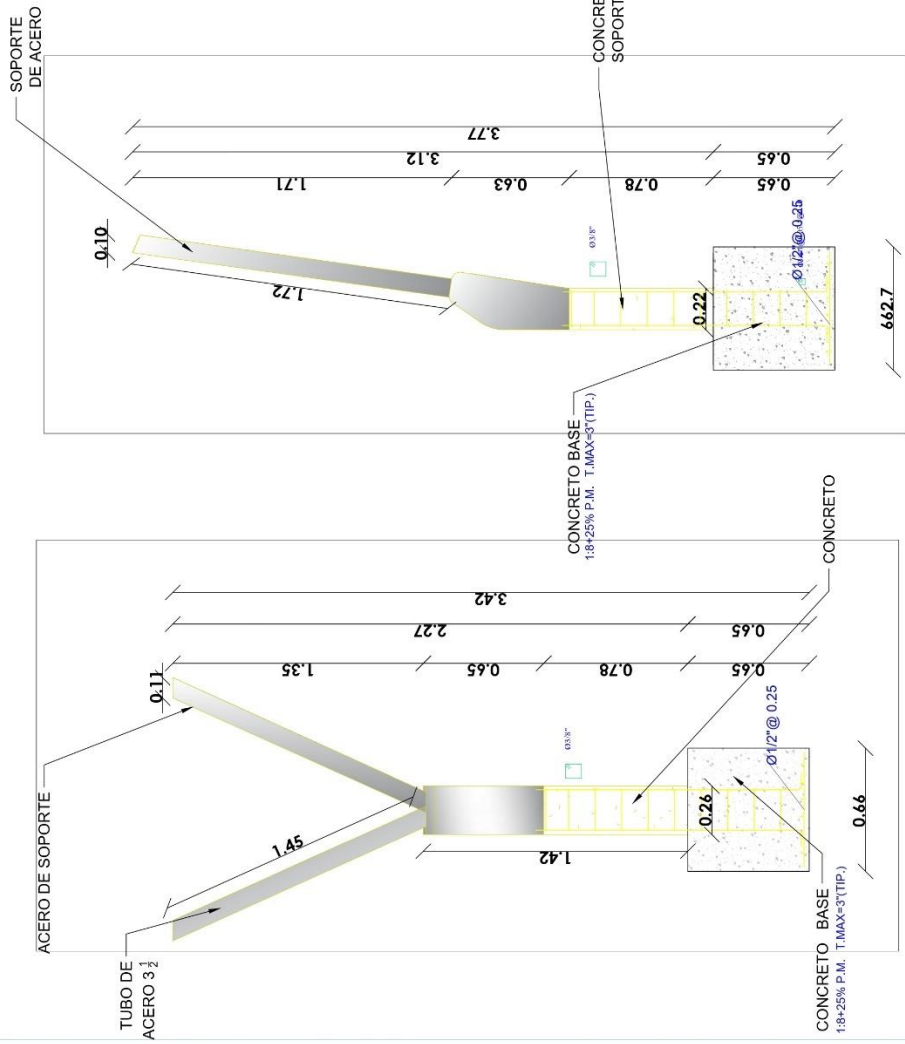 SOPORTE
DE ACERO
CONCRE
SOPORT
3.77
3.12
0.65
1.71
0.63
0.78
0.65
0.10
1.72
Ø3/8"
0.22
Ø1/2"@ 0.25
662.7
CONCRETO BASE
1:8+25% P.M. T.MAX=3"(TIP.)
ACERO DE SOPORTE
TUBO DE
ACERO 3 1/2
3.42
2.27
0.65
1.35
0.65
0.78
0.65
0.11
1.45
Ø3/8"
1.42
0.26
Ø1/2"@ 0.25
0.66
CONCRETO
CONCRETO BASE
1:8+25% P.M. T.MAX=3"(TIP.)